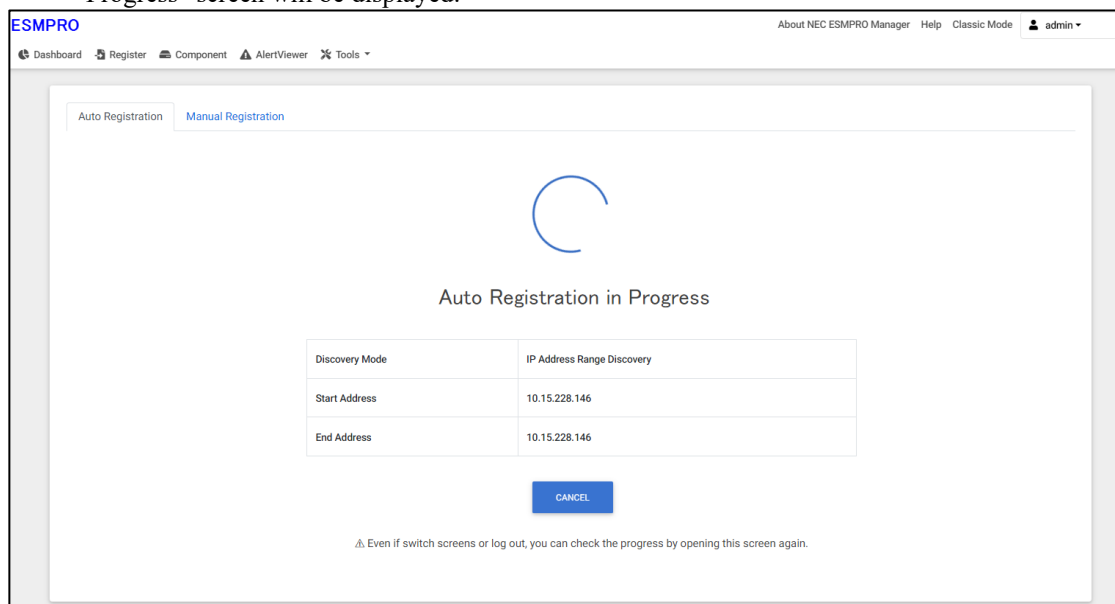 Progress" screen will be displayed.
ESMPRO
About NEC ESMPRO Manager Help Classic Mode admin
Dashboard Register Component AlertViewer Tools
Auto Registration Manual Registration
Auto Registration in Progress
Discovery Mode IP Address Range Discovery
Start Address 10.15.228.146
End Address 10.15.228.146
CANCEL
Even if switch screens or log out, you can check the progress by opening this screen again.